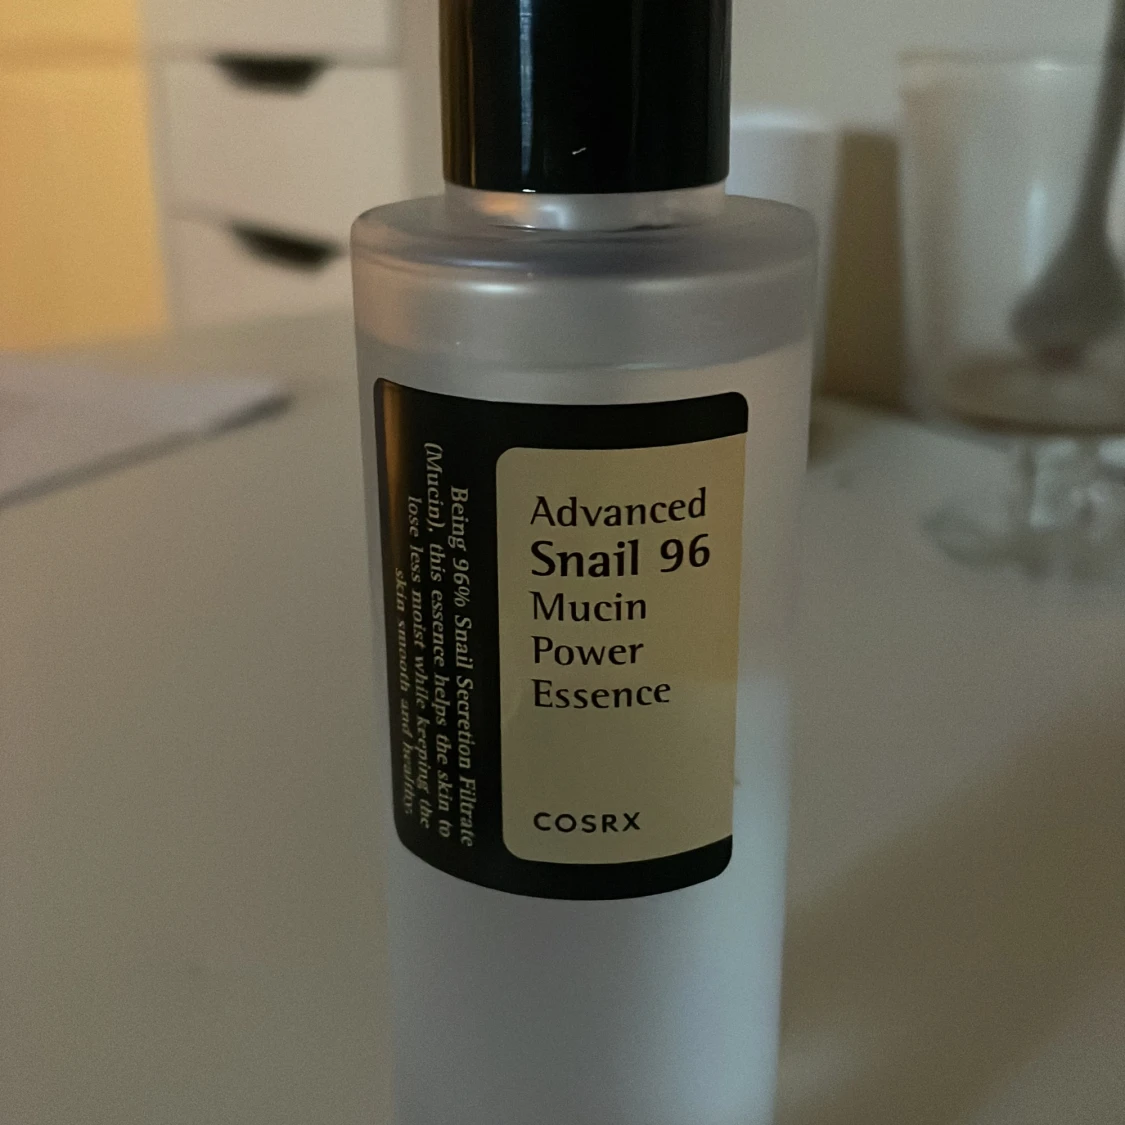 Being 96% Snail Secretion Filtrate
(Mucin), this essence helps the skin to
lose less moist while keeping the
skin smooth and healthy.
Advanced
Snail 96
Mucin
Power
Essence
COSRX